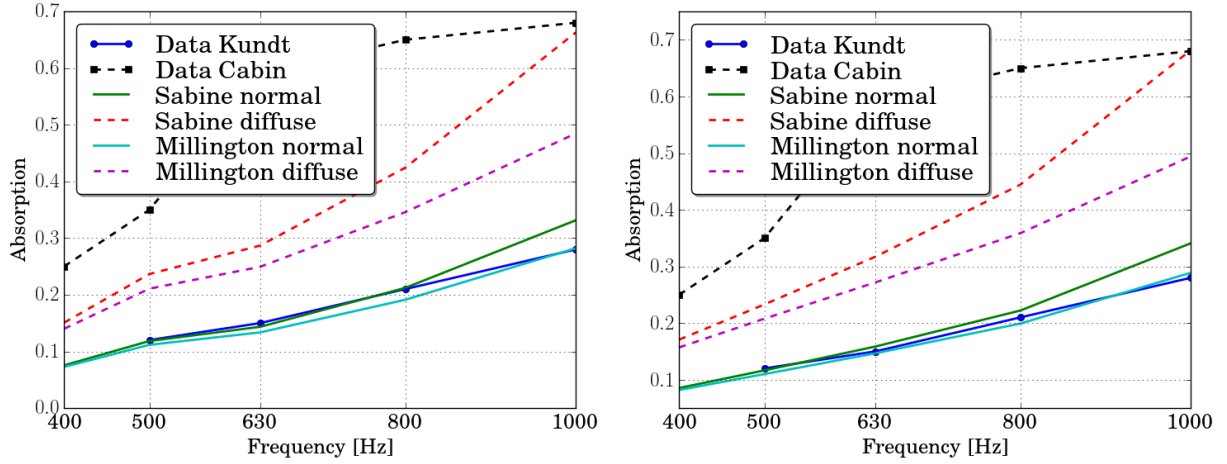 0.7
0.6
0.5
0.4
0.3
0.2
0.1
0.0
Absorption
Data Kundt
Data Cabin
Sabine normal
Sabine diffuse
Millington normal
Millington diffuse
400 500 630 800 1000
Frequency [Hz]
0.7
0.6
0.5
0.4
0.3
0.2
0.1
Absorption
Data Kundt
Data Cabin
Sabine normal
Sabine diffuse
Millington normal
Millington diffuse
400 500 630 800 1000
Frequency [Hz]